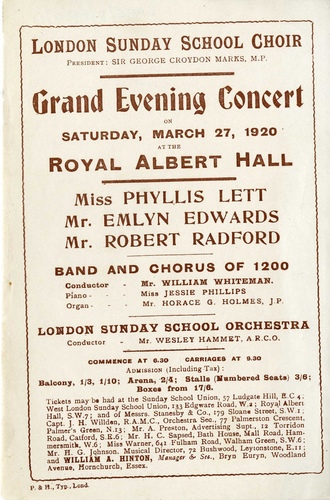 LONDON SUNDAY SCHOOL CHOIR
PRESIDENT: SIR GEORGE CROYDON MARKS, M.P.
Grand Evening Concert
ON
SATURDAY, MARCH 27, 1920
AT THE
ROYAL ALBERT HALL
Miss PHYLLIS LETT
Mr. EMLYN EDWARDS
Mr. ROBERT RADFORD
BAND AND CHORUS OF 1200
Conductor - Mr. WILLIAM WHITEMAN.
Piano - - Miss JESSIE PHILLIPS
Organ - - Mr. HORACE G. HOLMES, J.P.
LONDON SUNDAY SCHOOL ORCHESTRA
Conductor - Mr. WESLEY HAMMET, A.R.C.O.
COMMENCE AT 6.30 CARRIAGES AT 9.30
ADMISSION (Including Tax):
Balcony, 1/3, 1/10; Arena, 2/4; Stalls (Numbered Seats) 3/6;
Boxes from 17/6.
Tickets may be had at the Sunday School Union, 57 Ludgate Hill, E.C 4;
West London Sunday School Union, 133 Edgware Road, W.2; Royal Albert
Hall, S.W.7; and of Messrs. Stanesby & Co., 179 Sloane Street, S.W.1;
Capt. J. H. Willden, R.A.M.C., Orchestra Sec., 77 Palmerston Crescent,
Palmer's Green, N.13; Mr. A. Preston, Advertising Supt., 12 Torridon
Road, Catford, S.E.6; Mr. H. C. Sapsed, Bath House, Mall Road, Ham-
mersmith, W.6; Miss Warner, 641 Fulham Road, Walham Green, S.W.6;
Mr. H. G. Johnson, Musical Director, 72 Bushwood, Leytonstone, E.11;
and WILLIAM A. HINTON, Manager & Sec., Bryn Euryn, Woodland
Avenue, Hornchurch, Essex.
P. & H., Typ., Lond.